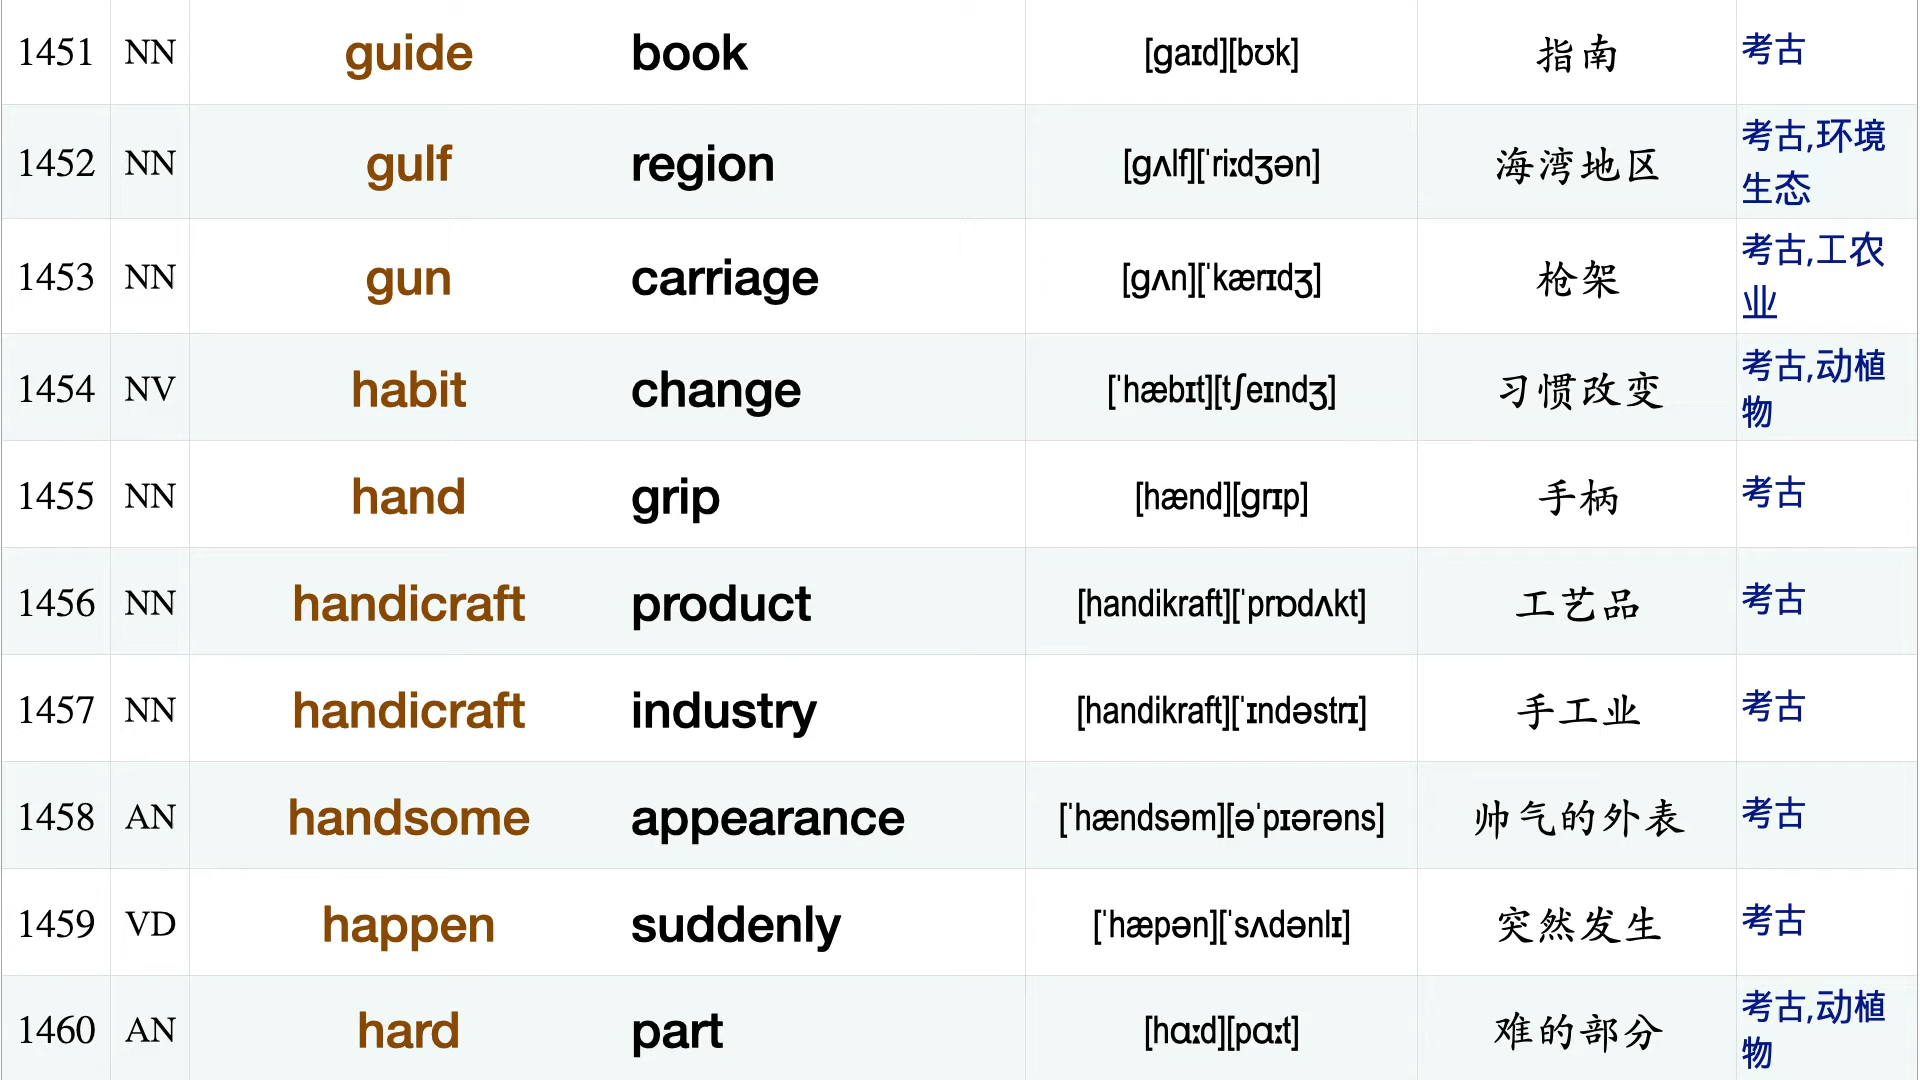 1451 NN guide book [gaɪd][bʊk] 指南 考古
1452 NN gulf region [gʌlf][ˈriːdʒən] 海湾地区 考古,环境
生态
1453 NN gun carriage [gʌn][ˈkærɪdʒ] 枪架 考古,工农
业
1454 NV habit change [ˈhæbɪt][tʃeɪndʒ] 习惯改变 考古,动植
物
1455 NN hand grip [hænd][grɪp] 手柄 考古
1456 NN handicraft product [handikraft][ˈprɒdʌkt] 工艺品 考古
1457 NN handicraft industry [handikraft][ˈɪndəstrɪ] 手工业 考古
1458 AN handsome appearance [ˈhændsəm][əˈpɪərəns] 帅气的外表 考古
1459 VD happen suddenly [ˈhæpən][ˈsʌdənlɪ] 突然发生 考古
1460 AN hard part [hɑːd][pɑːt] 难的部分 考古,动植
物